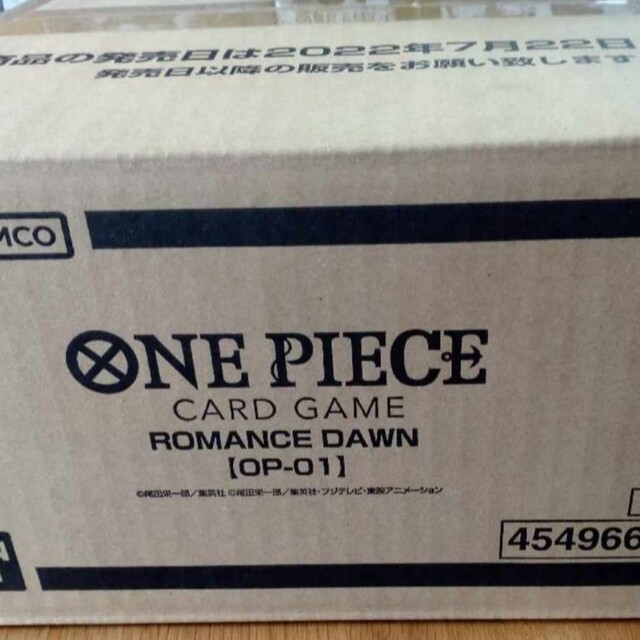 商品の発売日は2022年7月22日
発売日以降の販売をお願い致します
MCO
ONE PIECE
CARD GAME
ROMANCE DAWN
【OP-01】
©尾田栄一郎／集英社 ©尾田栄一郎／集英社・フジテレビ・東映アニメーション
454966